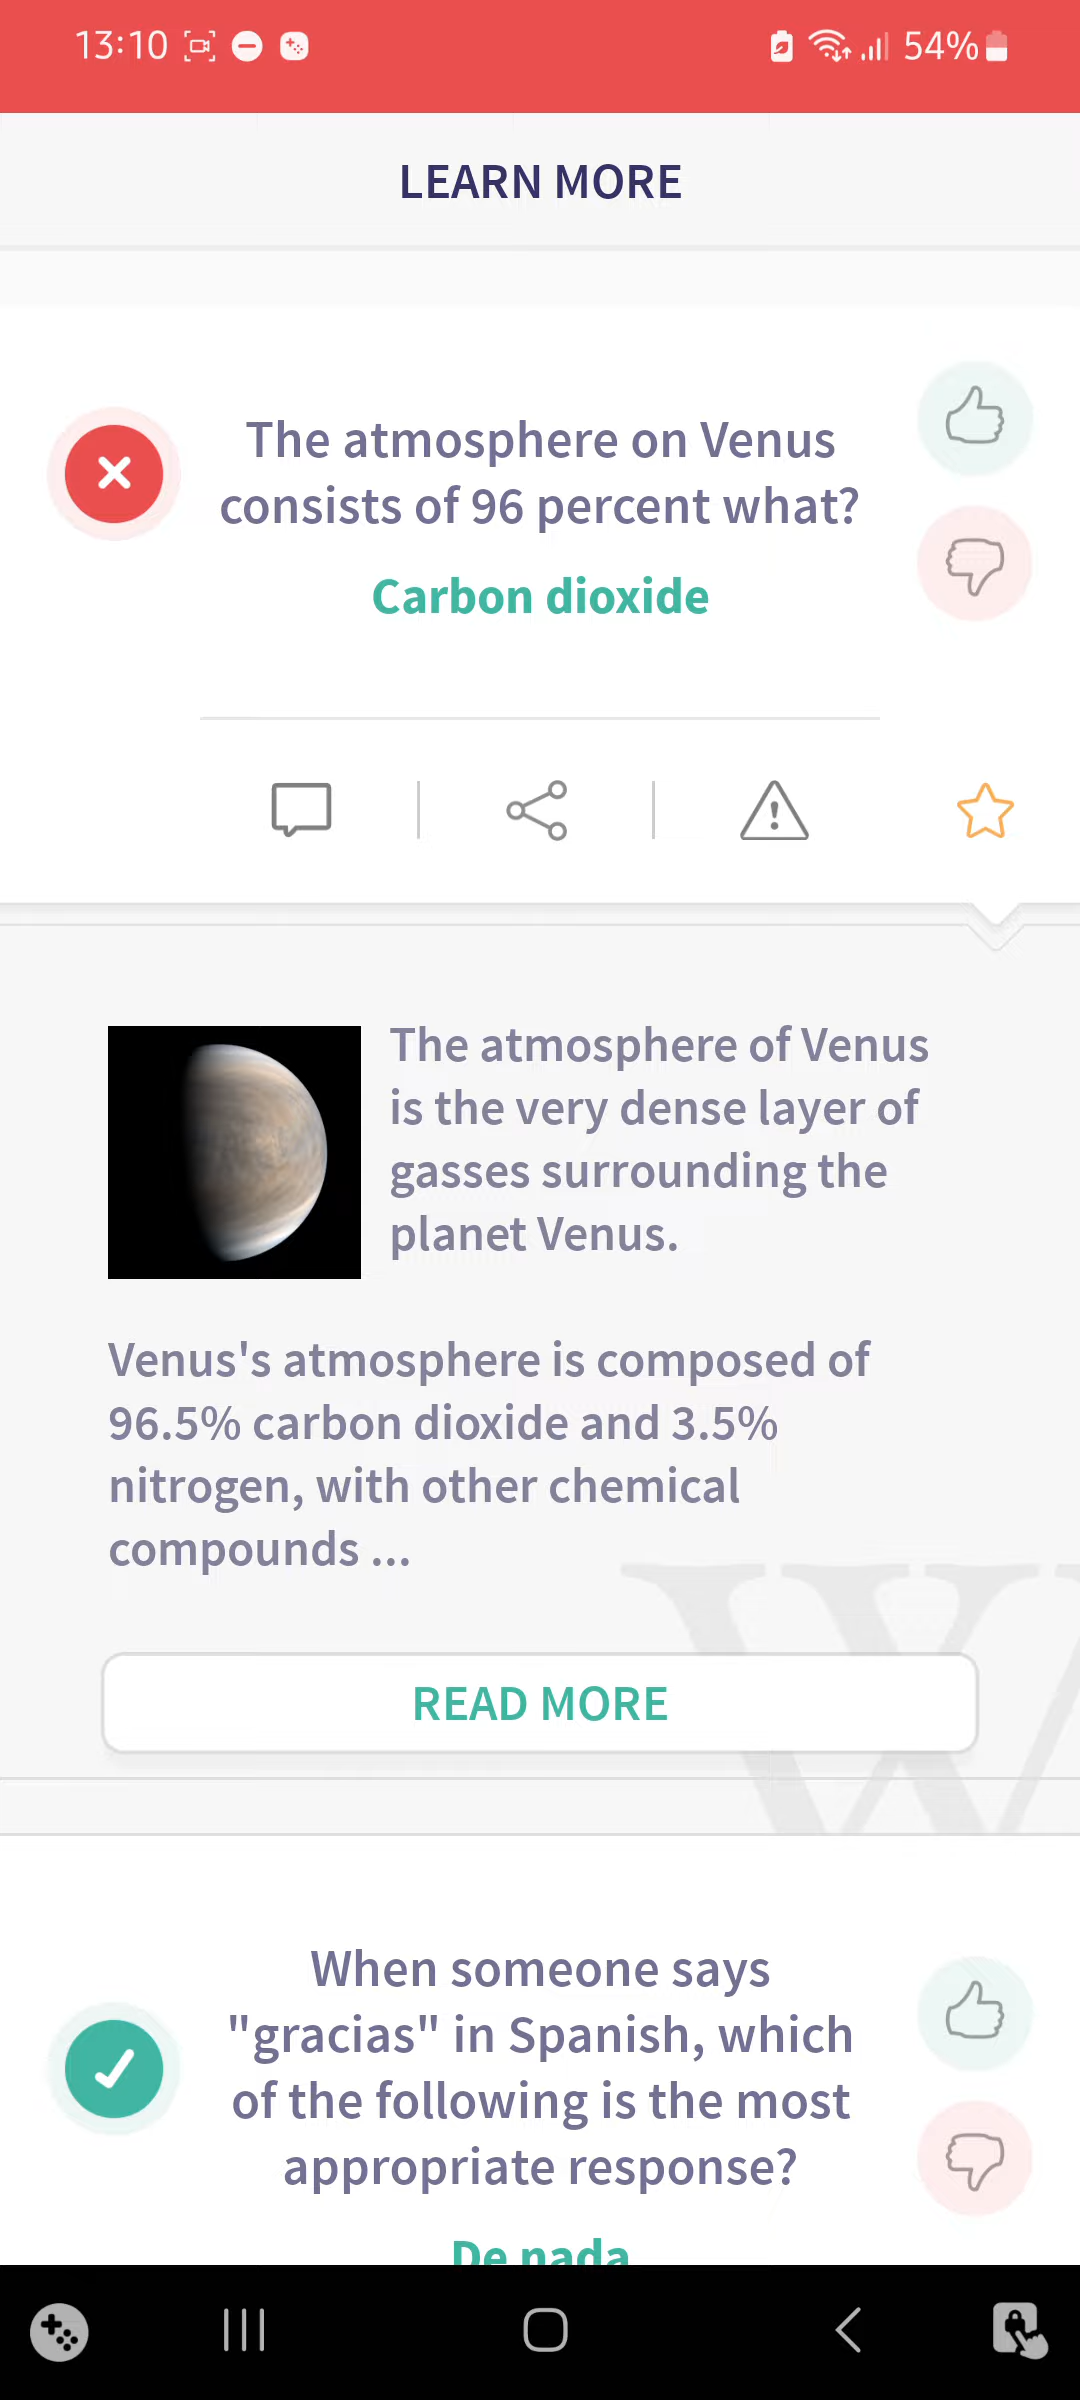 13:10
54%
LEARN MORE
The atmosphere on Venus
consists of 96 percent what?
Carbon dioxide
The atmosphere of Venus
is the very dense layer of
gasses surrounding the
planet Venus.
Venus's atmosphere is composed of
96.5% carbon dioxide and 3.5%
nitrogen, with other chemical
compounds ...
READ MORE
When someone says
"gracias" in Spanish, which
of the following is the most
appropriate response?
De nada